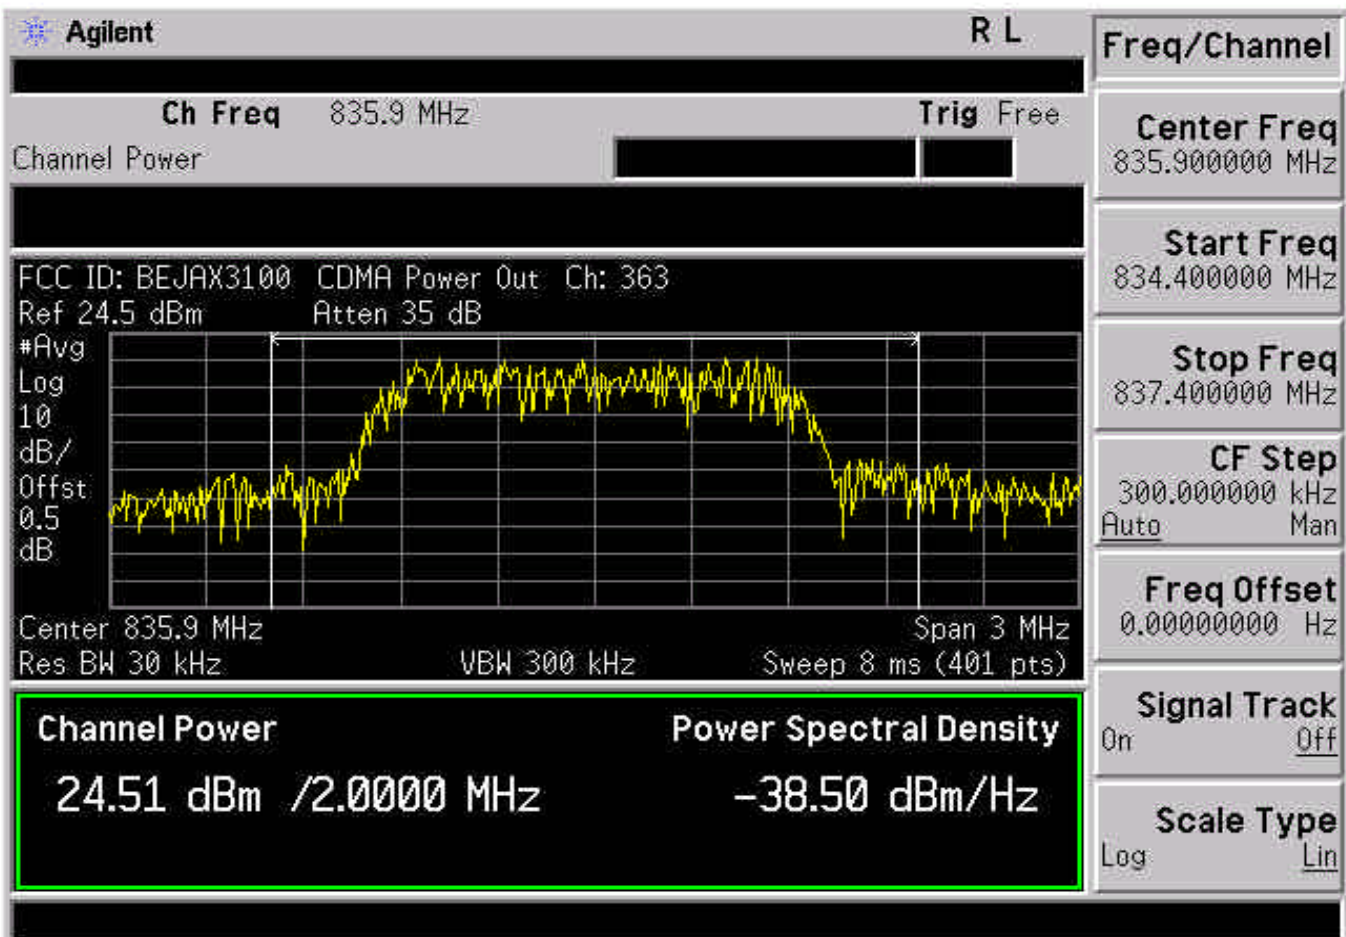 Agilent R L
Freq/Channel
Ch Freq 835.9 MHz Trig Free
Channel Power
FCC ID: BEJAX3100 CDMA Power Out Ch: 363
Ref 24.5 dBm Atten 35 dB
#Avg
Log
10
dB/
Offst
0.5
dB
Center 835.9 MHz Span 3 MHz
Res BW 30 kHz VBW 300 kHz Sweep 8 ms (401 pts)
Channel Power Power Spectral Density
24.51 dBm /2.0000 MHz -38.50 dBm/Hz
Center Freq
835.900000 MHz
Start Freq
834.400000 MHz
Stop Freq
837.400000 MHz
CF Step
300.000000 kHz
Auto Man
Freq Offset
0.00000000 Hz
Signal Track
On Off
Scale Type
Log Lin